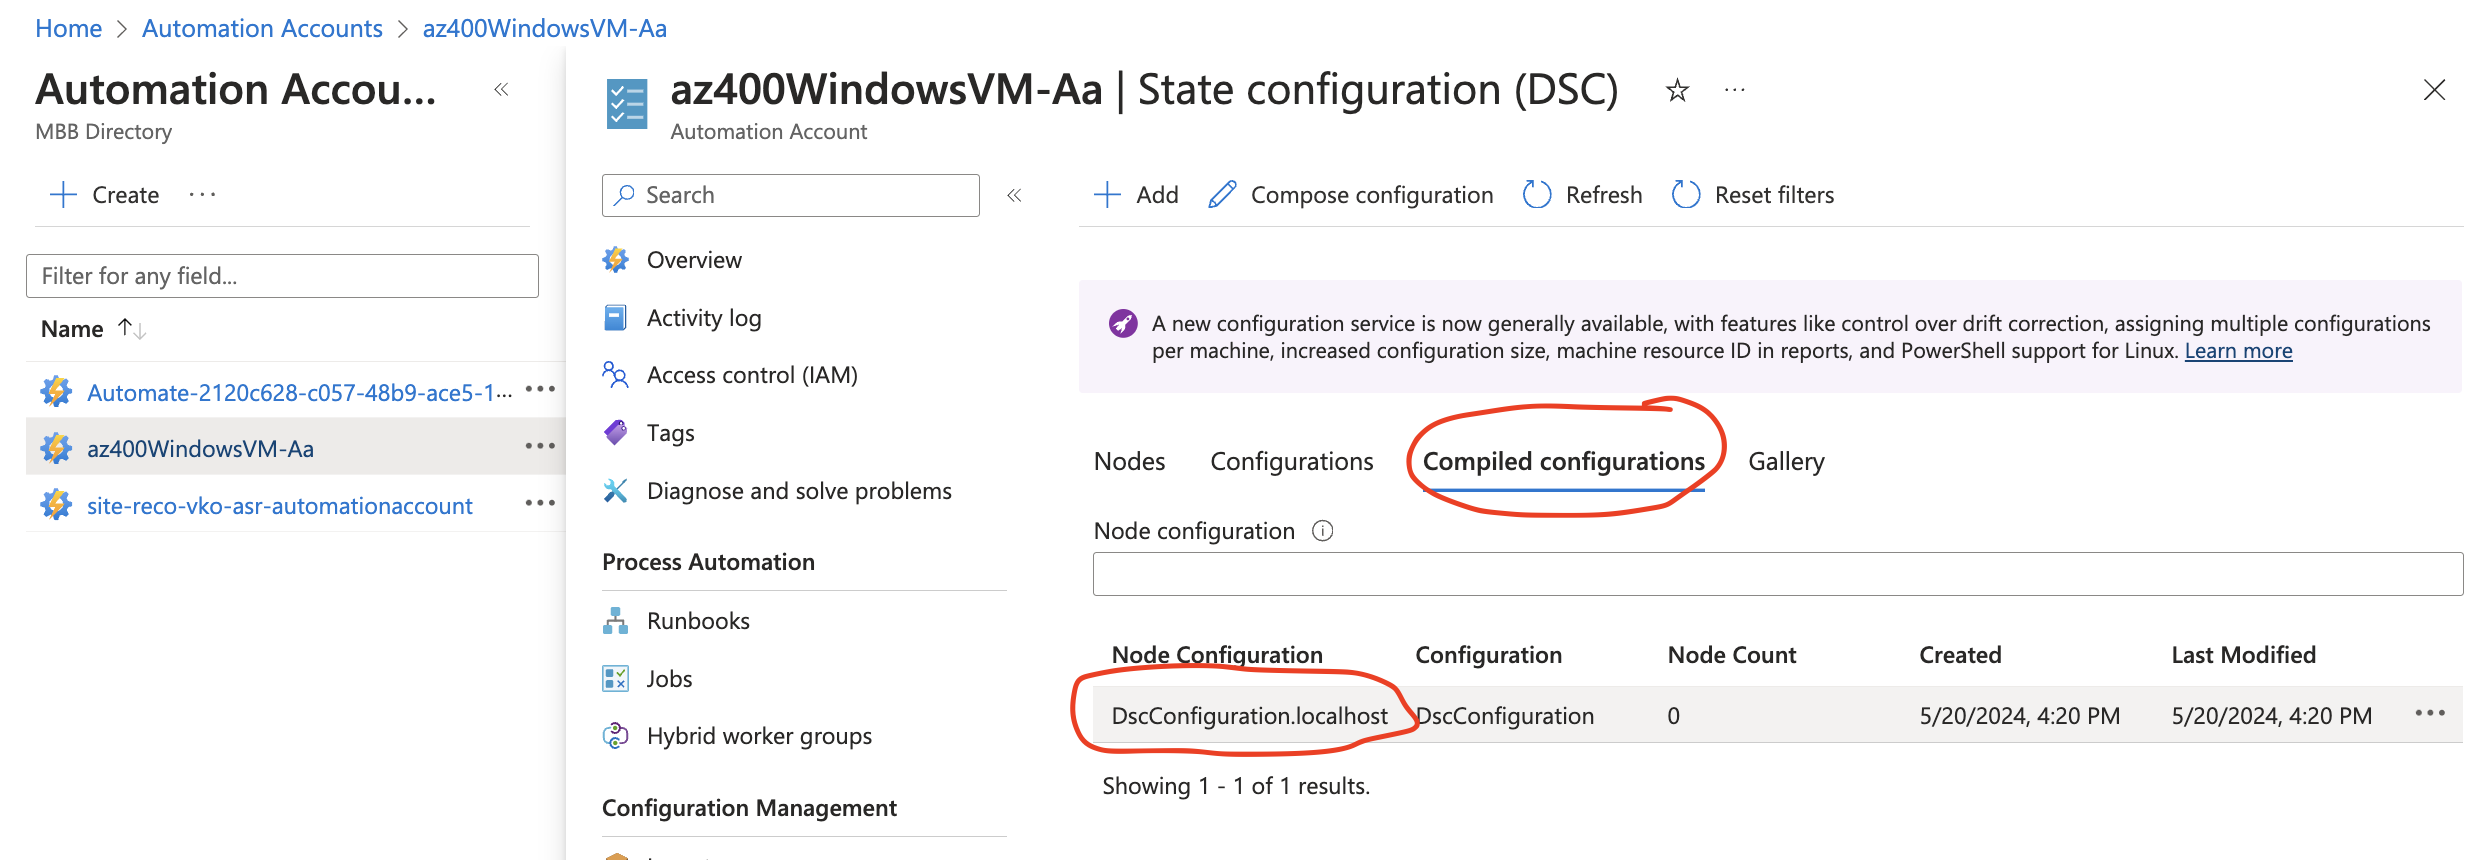 Home > Automation Accounts > az400WindowsVM-Aa
Automation Accou...
MBB Directory
Create
Filter for any field...
Name
Automate-2120c628-c057-48b9-ace5-1...
az400WindowsVM-Aa
site-reco-vko-asr-automationaccount
az400WindowsVM-Aa | State configuration (DSC)
Automation Account
Search
Overview
Activity log
Access control (IAM)
Tags
Diagnose and solve problems
Process Automation
Runbooks
Jobs
Hybrid worker groups
Configuration Management
Add Compose configuration Refresh Reset filters
A new configuration service is now generally available, with features like control over drift correction, assigning multiple configurations
per machine, increased configuration size, machine resource ID in reports, and PowerShell support for Linux. Learn more
Nodes Configurations Compiled configurations Gallery
Node configuration
Node Configuration Configuration Node Count Created Last Modified
DscConfiguration.localhost DscConfiguration 0 5/20/2024, 4:20 PM 5/20/2024, 4:20 PM
Showing 1 - 1 of 1 results.